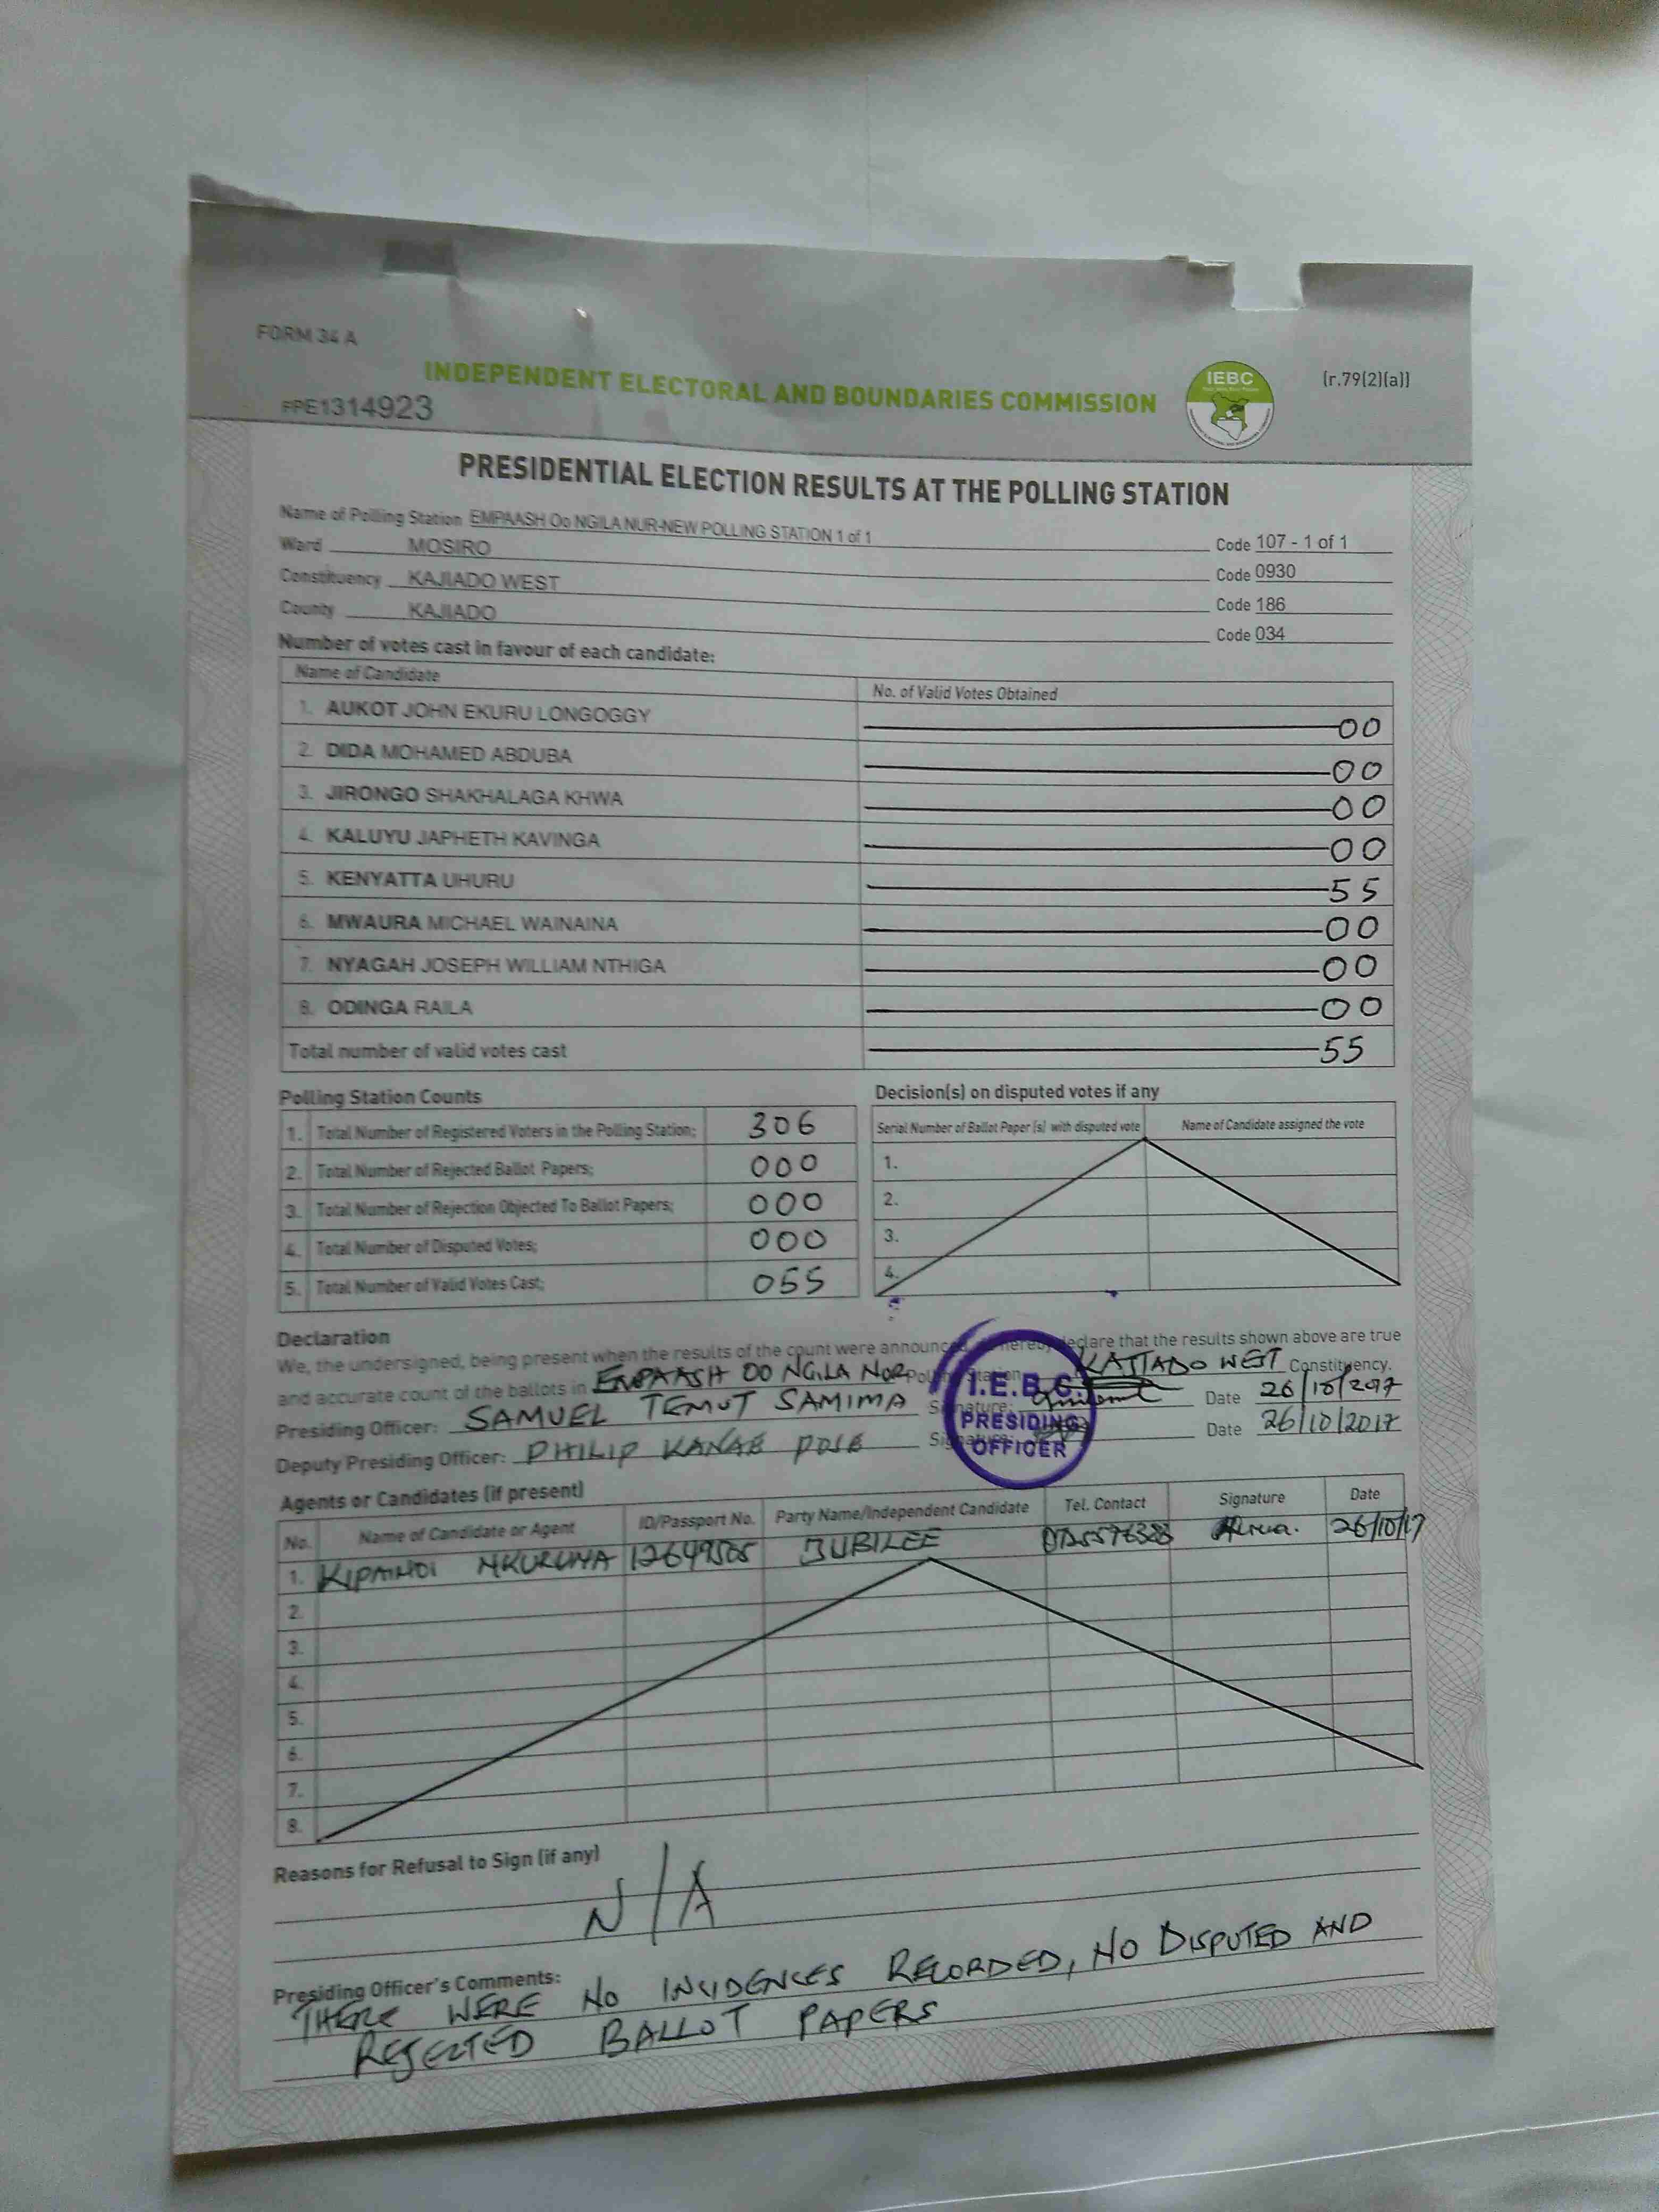 FORM 34 A
INDEPENDENT ELECTORAL AND BOUNDARIES COMMISSION
IEBC
[r.79(2)(a)]
FPE1314923
PRESIDENTIAL ELECTION RESULTS AT THE POLLING STATION
Name of Polling Station EMPAASH Oo NGILA NUR-NEW POLLING STATION 1 of 1 Code 107 - 1 of 1
Ward MOSIRO Code 0930
Constituency KAJIADO WEST Code 186
County KAJIADO Code 034
Number of votes cast in favour of each candidate:
Name of Candidate No. of Valid Votes Obtained
1. AUKOT JOHN EKURU LONGOGGY 00
2. DIDA MOHAMED ABDUBA 00
3. JIRONGO SHAKHALAGA KHWA 00
4. KALUYU JAPHETH KAVINGA 00
5. KENYATTA UHURU 55
6. MWAURA MICHAEL WAINAINA 00
7. NYAGAH JOSEPH WILLIAM NTHIGA 00
8. ODINGA RAILA 00
Total number of valid votes cast 55
Polling Station Counts
1. Total Number of Registered Voters in the Polling Station; 306
2. Total Number of Rejected Ballot Papers; 000
3. Total Number of Rejection Objected To Ballot Papers; 000
4. Total Number of Disputed Votes; 000
5. Total Number of Valid Votes Cast; 055
Decision(s) on disputed votes if any
Serial Number of Ballot Paper (s) with disputed vote Name of Candidate assigned the vote
1.
2.
3.
4.
Declaration
We, the undersigned, being present when the results of the count were announced, hereby declare that the results shown above are true
and accurate count of the ballots in EMPAASH OO NGILA NOR Polling Station KAJIADO WEST Constituency.
Presiding Officer: SAMUEL TEMUT SAMIMA Signature: Date 26/10/2017
Deputy Presiding Officer: PHILIP KANAE Signature: Date 26/10/2017
I.E.B.C.
PRESIDING
OFFICER
Agents or Candidates (if present)
No. Name of Candidate or Agent ID/Passport No. Party Name/Independent Candidate Tel. Contact Signature Date
1. NKURUNA JUBILEE 26/10/17
2.
3.
4.
5.
6.
7.
8.
Reasons for Refusal to Sign (if any)
N/A
Presiding Officer's Comments:
THERE WERE NO INCIDENCES RECORDED, NO DISPUTED AND
REJECTED BALLOT PAPERS